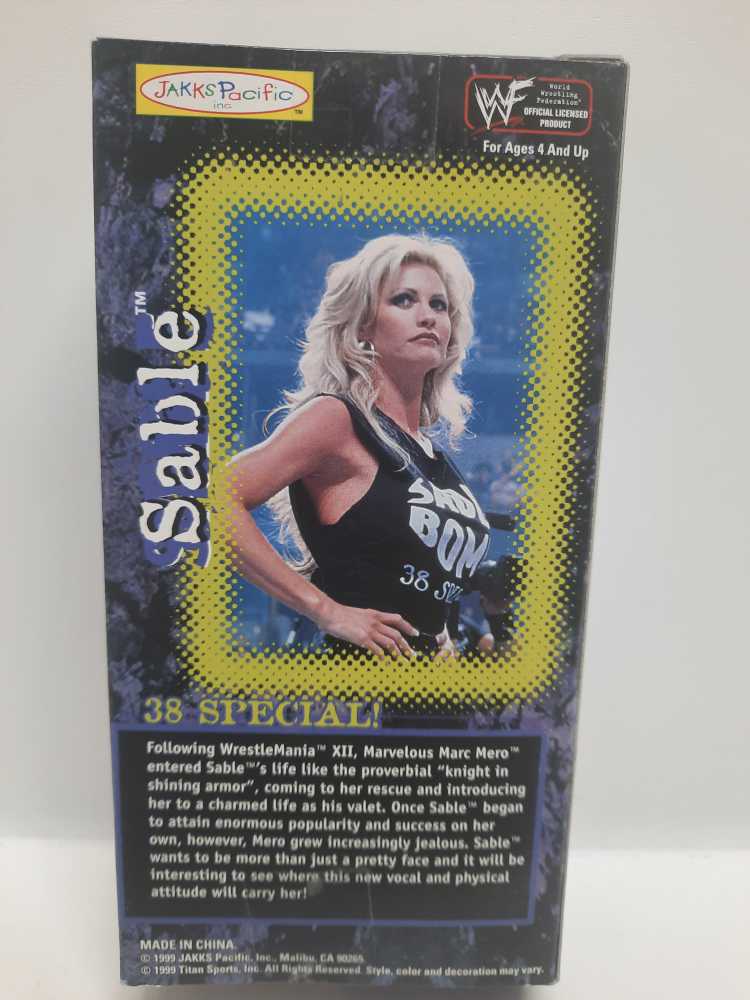 JAKKS Pacific
inc.
TM
WF
World
Wrestling
Federation
OFFICIAL LICENSED
PRODUCT
For Ages 4 And Up
Sable™
BOM
38
38 SPECIAL!
Following WrestleMania™ XII, Marvelous Marc Mero™
entered Sable™'s life like the proverbial "knight in
shining armor", coming to her rescue and introducing
her to a charmed life as his valet. Once Sable™ began
to attain enormous popularity and success on her
own, however, Mero grew increasingly jealous. Sable™
wants to be more than just a pretty face and it will be
interesting to see where this new vocal and physical
attitude will carry her!
MADE IN CHINA.
© 1999 JAKKS Pacific, Inc., Malibu, CA 90265
© 1999 Titan Sports, Inc. All Rights Reserved. Style, color and decoration may vary.